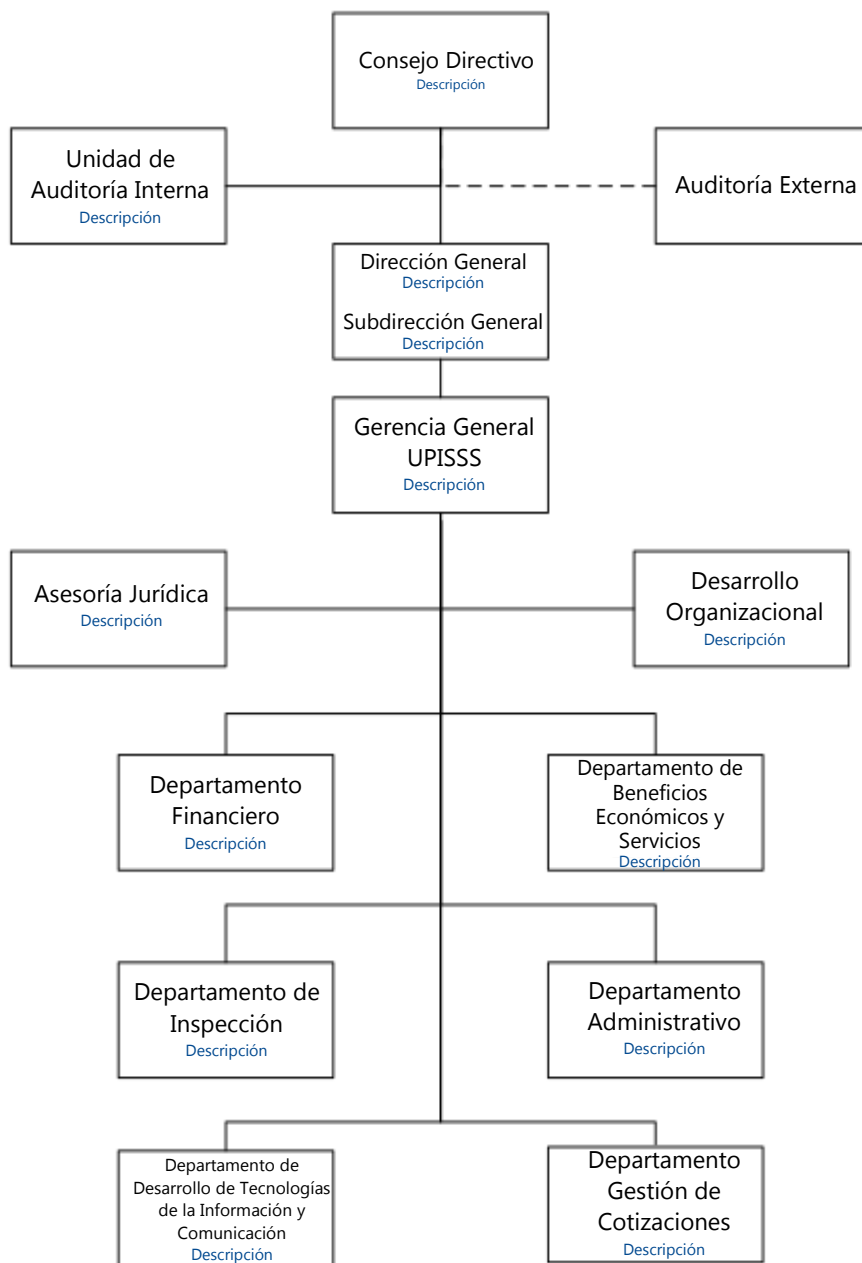 Consejo Directivo
Descripción
Unidad de
Auditoría Interna
Descripción
Auditoría Externa
Dirección General
Descripción
Subdirección General
Descripción
Gerencia General
UPISSS
Descripción
Asesoría Jurídica
Descripción
Desarrollo
Organizacional
Descripción
Departamento
Financiero
Descripción
Departamento de
Beneficios
Económicos y
Servicios
Descripción
Departamento de
Inspección
Descripción
Departamento
Administrativo
Descripción
Departamento de
Desarrollo de Tecnologías
de la Información y
Comunicación
Descripción
Departamento
Gestión de
Cotizaciones
Descripción